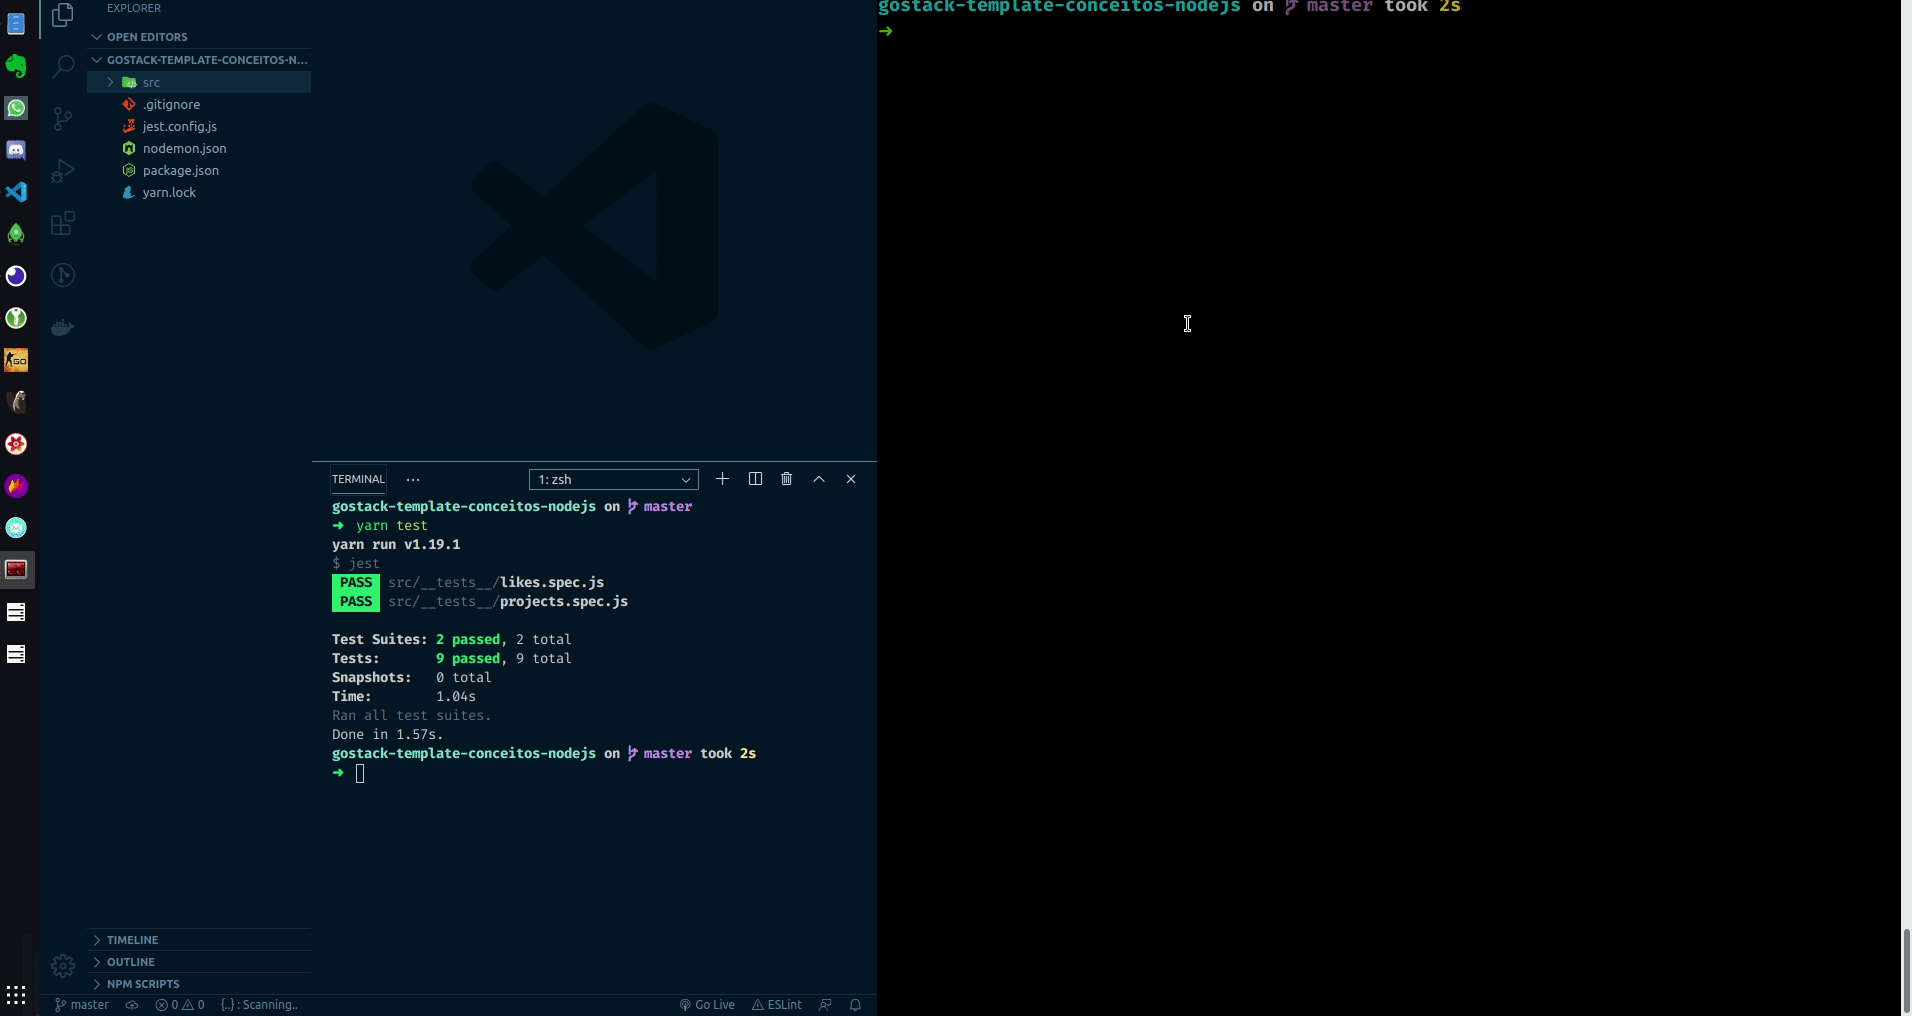 EXPLORER
OPEN EDITORS
GOSTACK-TEMPLATE-CONCEITOS-N...
src
.gitignore
jest.config.js
nodemon.json
package.json
yarn.lock
TIMELINE
OUTLINE
NPM SCRIPTS
TERMINAL
1: zsh
gostack-template-conceitos-nodejs on master
➜ yarn test
yarn run v1.19.1
$ jest
PASS src/__tests__/likes.spec.js
PASS src/__tests__/projects.spec.js
Test Suites: 2 passed, 2 total
Tests: 9 passed, 9 total
Snapshots: 0 total
Time: 1.04s
Ran all test suites.
Done in 1.57s.
gostack-template-conceitos-nodejs on master took 2s
➜
master 0 0 {..} : Scanning.. Go Live ESLint
gostack-template-conceitos-nodejs on master took 2s
➜
GO